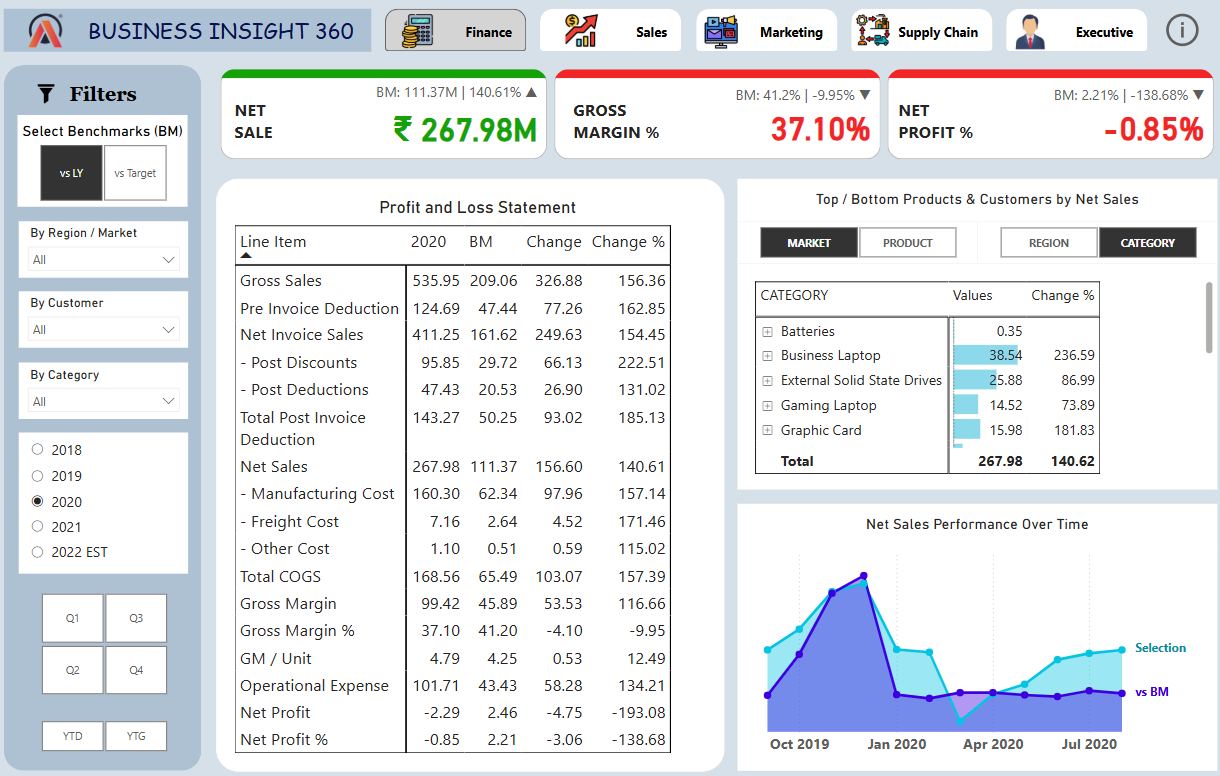 BUSINESS INSIGHT 360
Finance
Sales
Marketing
Supply Chain
Executive
i
Filters
Select Benchmarks (BM)
vs LY
vs Target
By Region / Market
All
By Customer
All
By Category
All
2018
2019
2020
2021
2022 EST
Q1 Q3
Q2 Q4
YTD YTG
BM: 111.37M | 140.61% ▲
NET
SALE
₹ 267.98M
BM: 41.2% | -9.95% ▼
GROSS
MARGIN %
37.10%
BM: 2.21% | -138.68% ▼
NET
PROFIT %
-0.85%
Profit and Loss Statement
Line Item 2020 BM Change Change %
Gross Sales 535.95 209.06 326.88 156.36
Pre Invoice Deduction 124.69 47.44 77.26 162.85
Net Invoice Sales 411.25 161.62 249.63 154.45
- Post Discounts 95.85 29.72 66.13 222.51
- Post Deductions 47.43 20.53 26.90 131.02
Total Post Invoice 143.27 50.25 93.02 185.13
Deduction
Net Sales 267.98 111.37 156.60 140.61
- Manufacturing Cost 160.30 62.34 97.96 157.14
- Freight Cost 7.16 2.64 4.52 171.46
- Other Cost 1.10 0.51 0.59 115.02
Total COGS 168.56 65.49 103.07 157.39
Gross Margin 99.42 45.89 53.53 116.66
Gross Margin % 37.10 41.20 -4.10 -9.95
GM / Unit 4.79 4.25 0.53 12.49
Operational Expense 101.71 43.43 58.28 134.21
Net Profit -2.29 2.46 -4.75 -193.08
Net Profit % -0.85 2.21 -3.06 -138.68
Top / Bottom Products & Customers by Net Sales
MARKET PRODUCT REGION CATEGORY
CATEGORY Values Change %
Batteries 0.35
Business Laptop 38.54 236.59
External Solid State Drives 25.88 86.99
Gaming Laptop 14.52 73.89
Graphic Card 15.98 181.83
Total 267.98 140.62
Net Sales Performance Over Time
Selection
vs BM
Oct 2019 Jan 2020 Apr 2020 Jul 2020